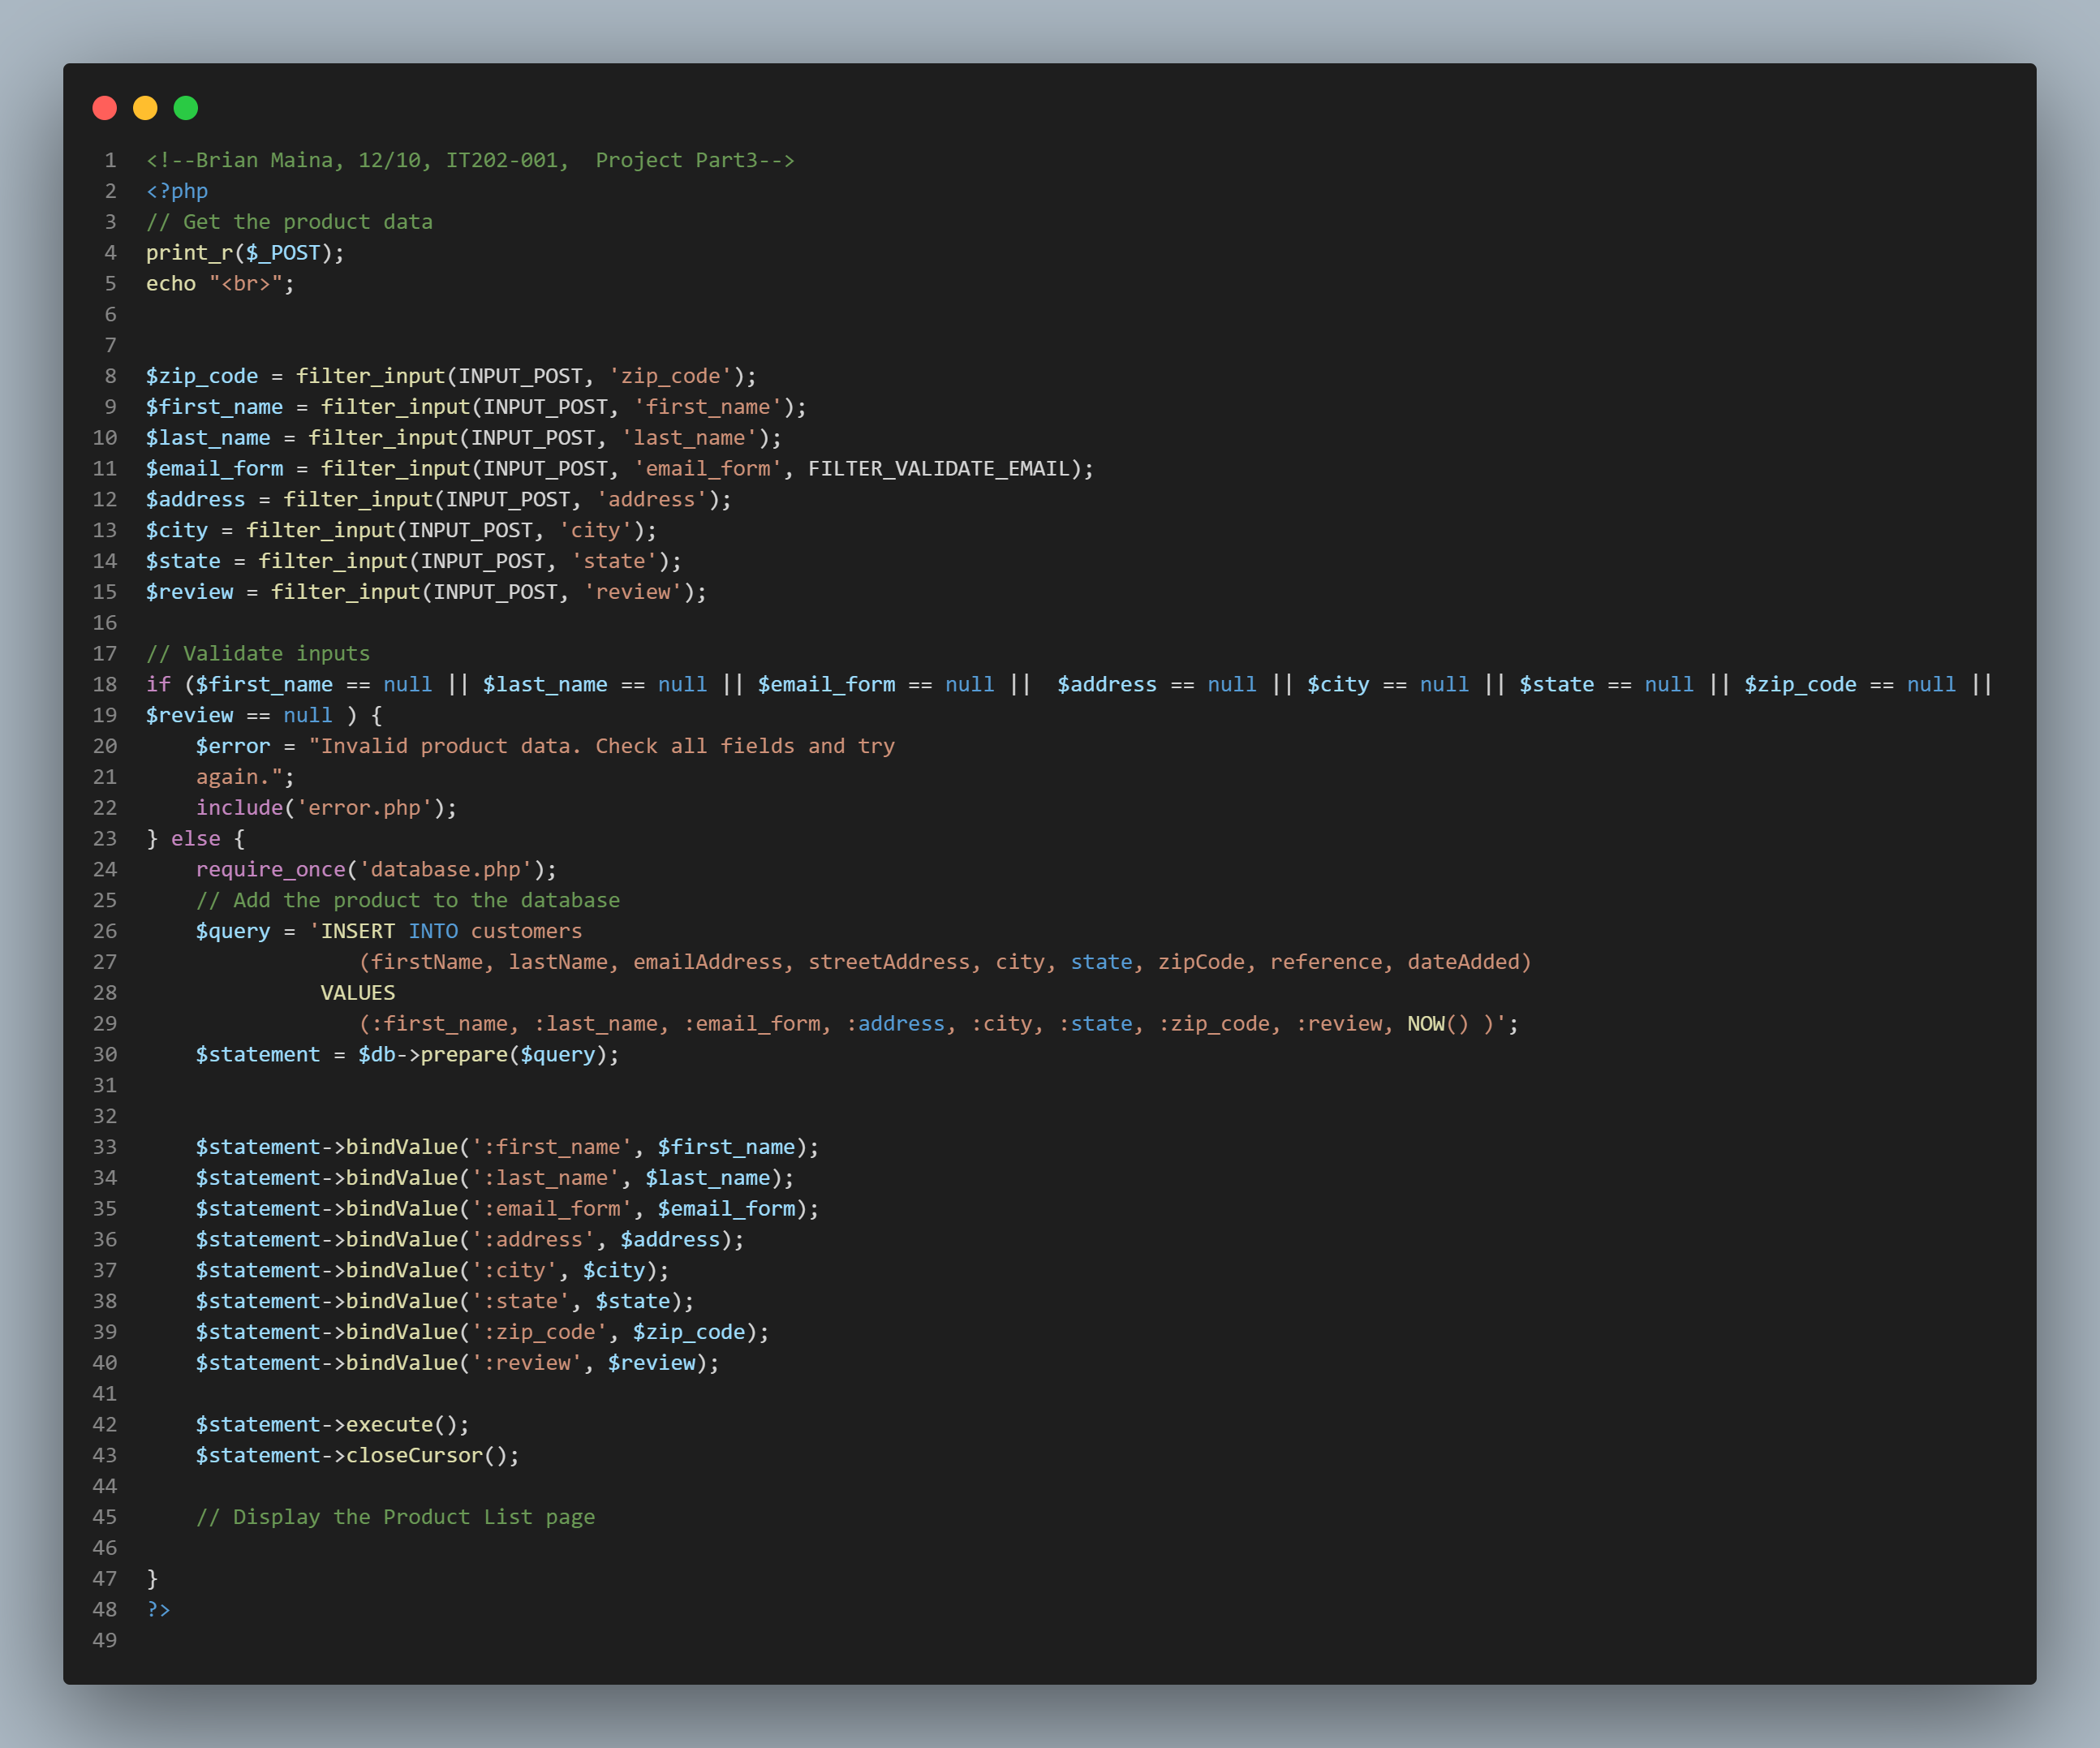 1 <!--Brian Maina, 12/10, IT202-001,  Project Part3-->
2 <?php
3 // Get the product data
4 print_r($_POST);
5 echo "<br>";
6
7
8 $zip_code = filter_input(INPUT_POST, 'zip_code');
9 $first_name = filter_input(INPUT_POST, 'first_name');
10 $last_name = filter_input(INPUT_POST, 'last_name');
11 $email_form = filter_input(INPUT_POST, 'email_form', FILTER_VALIDATE_EMAIL);
12 $address = filter_input(INPUT_POST, 'address');
13 $city = filter_input(INPUT_POST, 'city');
14 $state = filter_input(INPUT_POST, 'state');
15 $review = filter_input(INPUT_POST, 'review');
16
17 // Validate inputs
18 if ($first_name == null || $last_name == null || $email_form == null ||  $address == null || $city == null || $state == null || $zip_code == null ||
19 $review == null ) {
20     $error = "Invalid product data. Check all fields and try
21     again.";
22     include('error.php');
23 } else {
24     require_once('database.php');
25     // Add the product to the database
26     $query = 'INSERT INTO customers
27                  (firstName, lastName, emailAddress, streetAddress, city, state, zipCode, reference, dateAdded)
28               VALUES
29                  (:first_name, :last_name, :email_form, :address, :city, :state, :zip_code, :review, NOW() )';
30     $statement = $db->prepare($query);
31
32
33     $statement->bindValue(':first_name', $first_name);
34     $statement->bindValue(':last_name', $last_name);
35     $statement->bindValue(':email_form', $email_form);
36     $statement->bindValue(':address', $address);
37     $statement->bindValue(':city', $city);
38     $statement->bindValue(':state', $state);
39     $statement->bindValue(':zip_code', $zip_code);
40     $statement->bindValue(':review', $review);
41
42     $statement->execute();
43     $statement->closeCursor();
44
45     // Display the Product List page
46
47 }
48 ?>
49